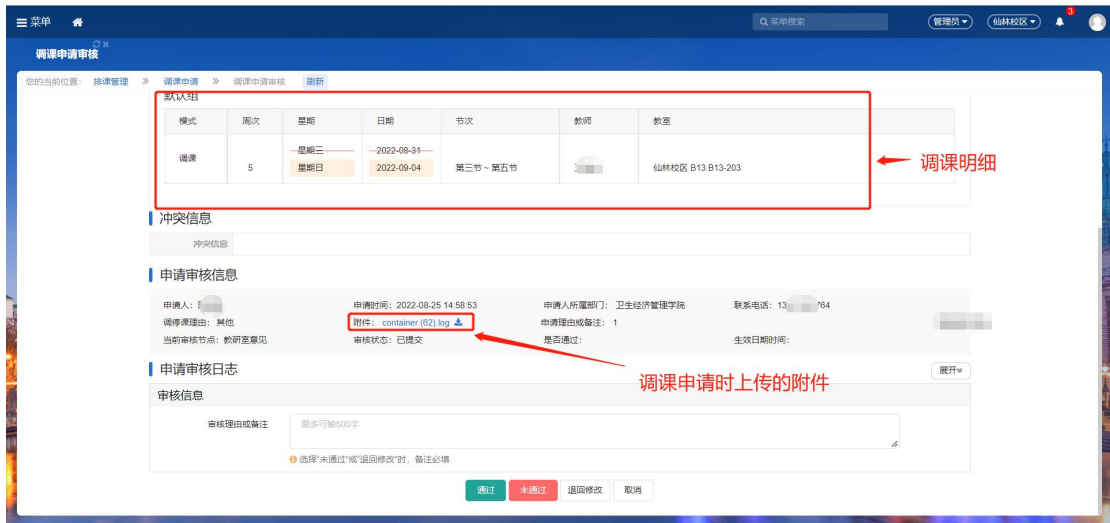 菜单 菜单搜索 管理员 仙林校区 3
调课申请审核
您的当前位置： 排课管理 » 调课申请 » 调课申请审核 刷新
默认组
模式 周次 星期 日期 节次 教师 教室
星期三 2022-08-31
调课 5 星期日 2022-09-04 第三节 ~ 第五节 仙林校区 B13 B13-203
调课明细
冲突信息
冲突信息
申请审核信息
申请人： 申请时间： 2022-08-25 14:58:53 申请人所属部门： 卫生经济管理学院 联系电话： 13 764
调停课理由： 其他 附件： container (62).log 申请理由或备注： 1
当前审核节点： 教研室意见 审核状态： 已提交 是否通过： 生效日期时间：
申请审核日志 展开
调课申请时上传的附件
审核信息
审核理由或备注 最多可输500字
选择"未通过"或"退回修改"时，备注必填
通过 未通过 退回修改 取消